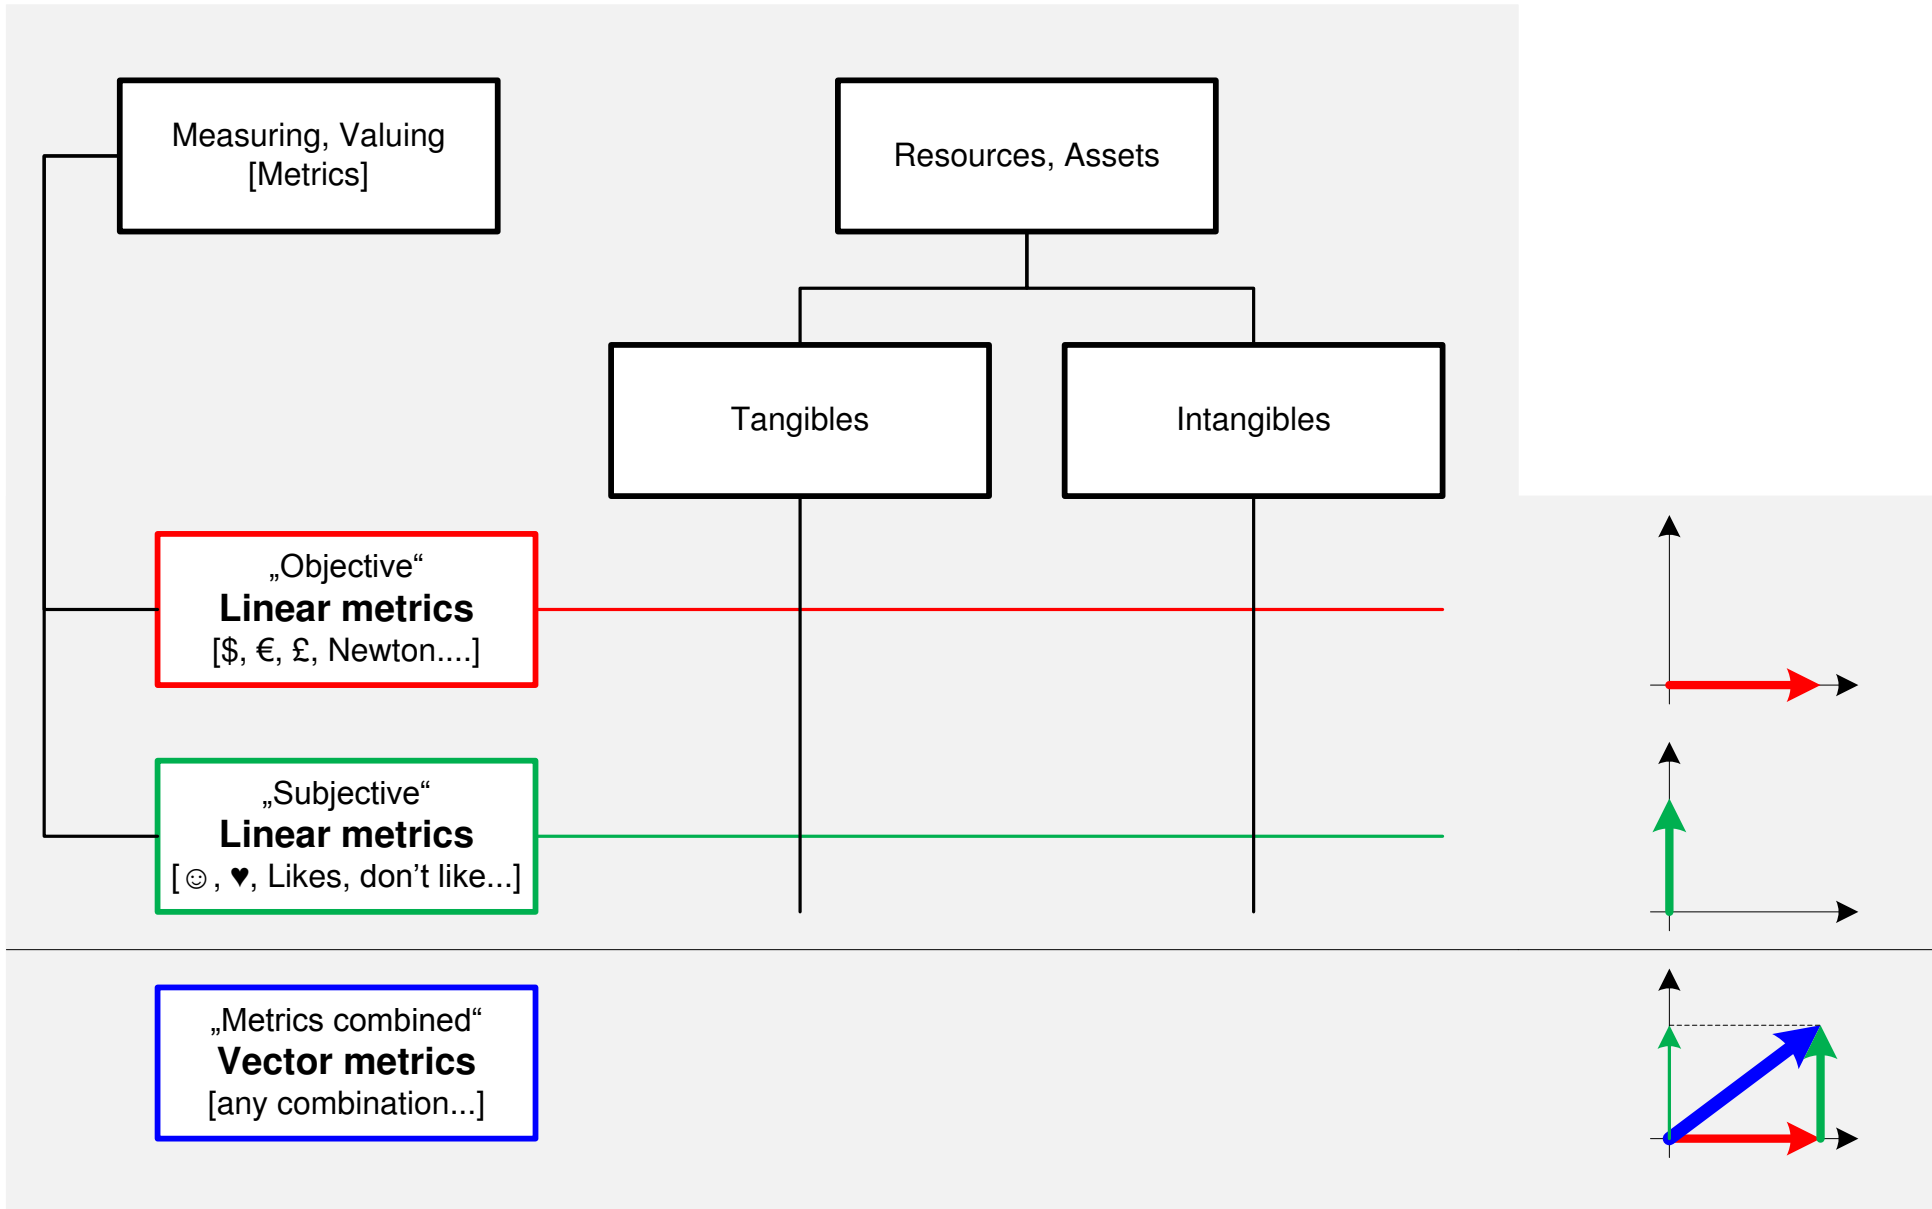 Measuring, Valuing
[Metrics]
Resources, Assets
Tangibles
Intangibles
„Objective“
Linear metrics
[$, €, £, Newton....]
„Subjective“
Linear metrics
[☺, ♥, Likes, don’t like...]
„Metrics combined“
Vector metrics
[any combination...]